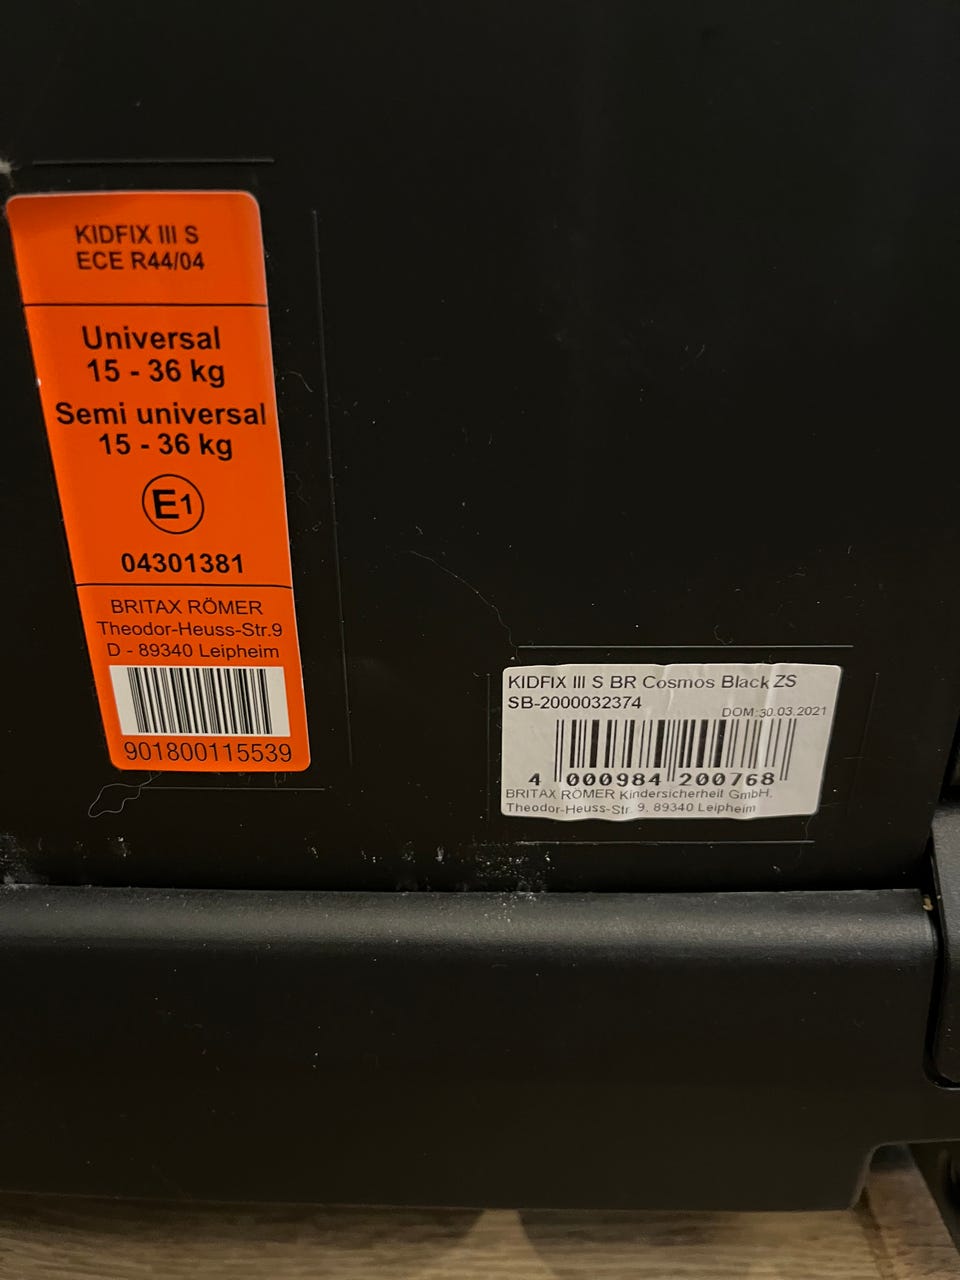 KIDFIX III S
ECE R44/04
Universal
15 - 36 kg
Semi universal
15 - 36 kg
E1
04301381
BRITAX RÖMER
Theodor-Heuss-Str.9
D - 89340 Leipheim
901800115539
KIDFIX III S BR Cosmos Black ZS
SB-2000032374
DOM:30.03.2021
4 000984 200768
BRITAX RÖMER Kindersicherheit GmbH,
Theodor-Heuss-Str. 9, 89340 Leipheim